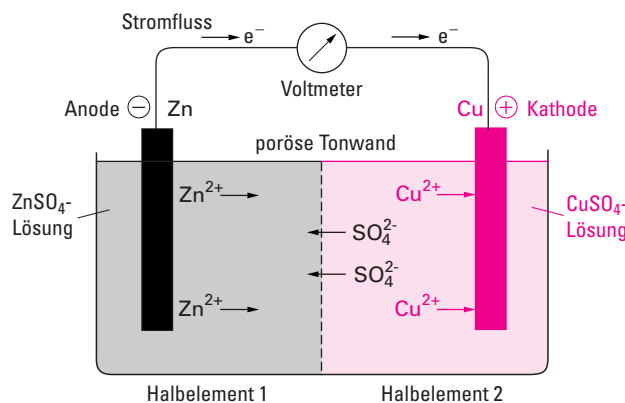 Stromfluss
e⁻
e⁻
Voltmeter
Anode ⊖ Zn
Cu ⊕ Kathode
poröse Tonwand
ZnSO₄-
Lösung
Zn²⁺
Cu²⁺
CuSO₄-
Lösung
SO₄²⁻
SO₄²⁻
Zn²⁺
Cu²⁺
Halbelement 1
Halbelement 2